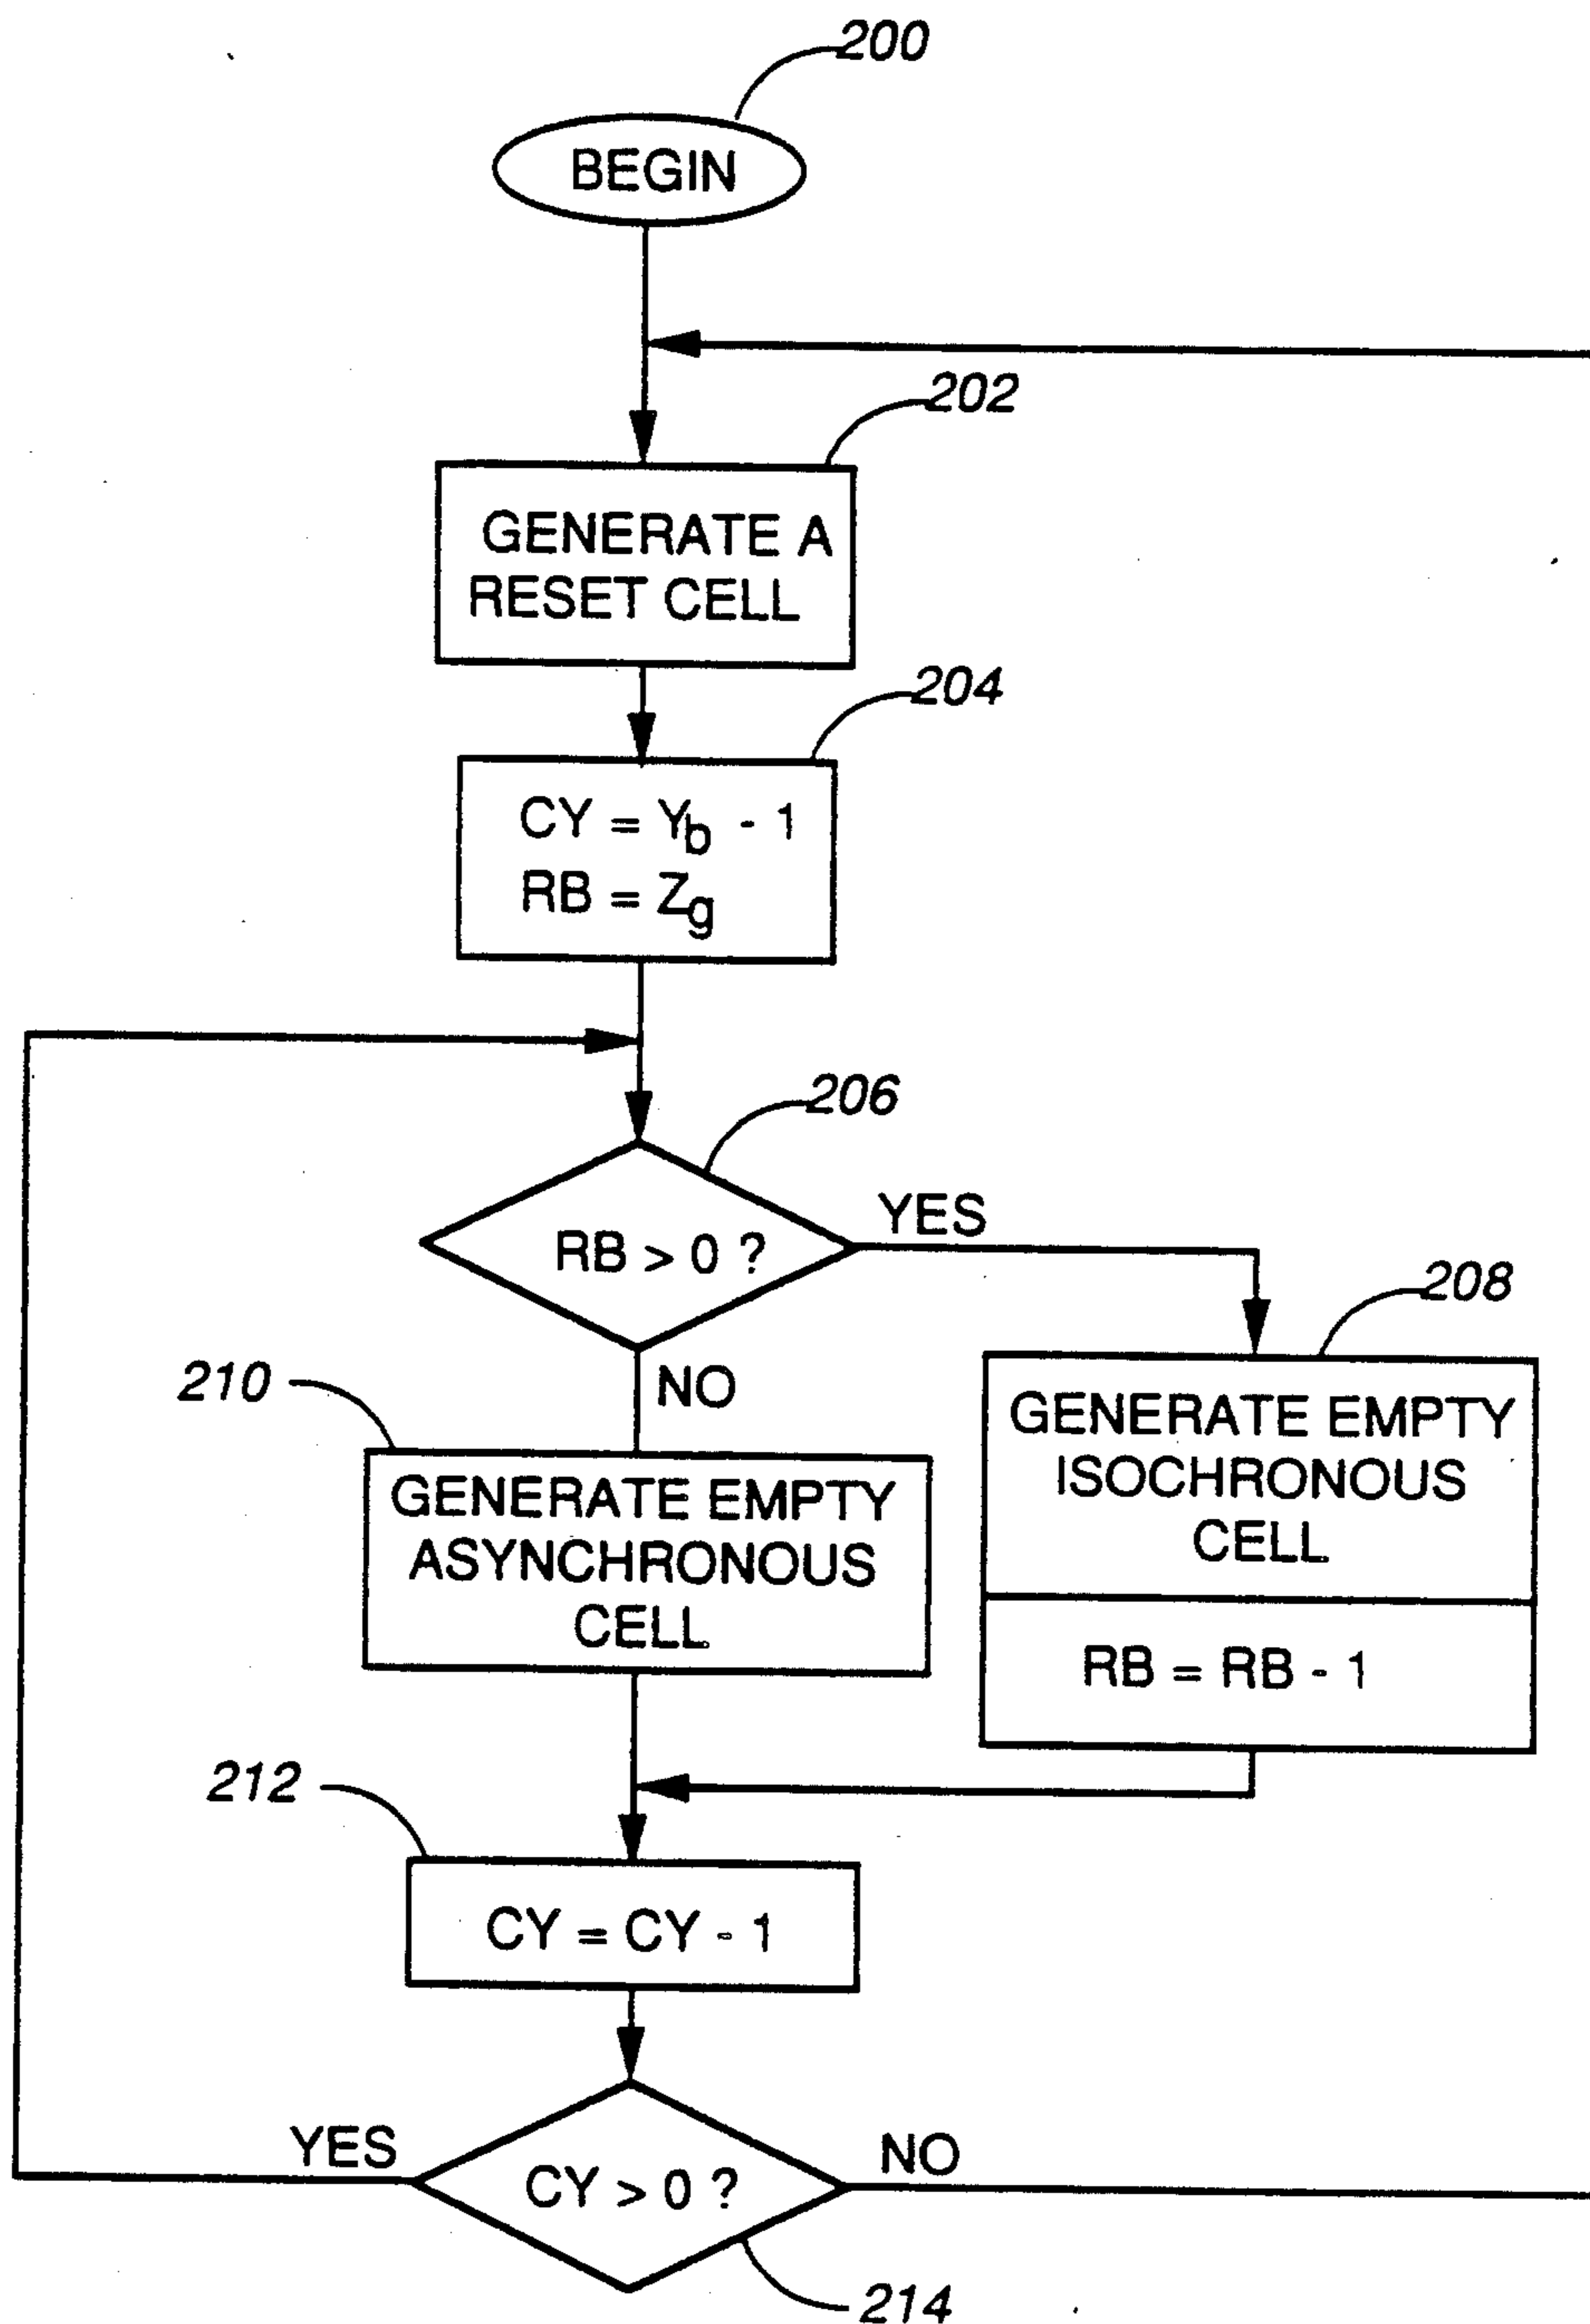 200
BEGIN
202
GENERATE A
RESET CELL
204
CY = Yb - 1
RB = Zg
206
RB > 0 ?
YES
208
NO
210
GENERATE EMPTY
ISOCHRONOUS
CELL
GENERATE EMPTY
ASYNCHRONOUS
CELL
RB = RB - 1
212
CY = CY - 1
YES
CY > 0 ?
NO
214